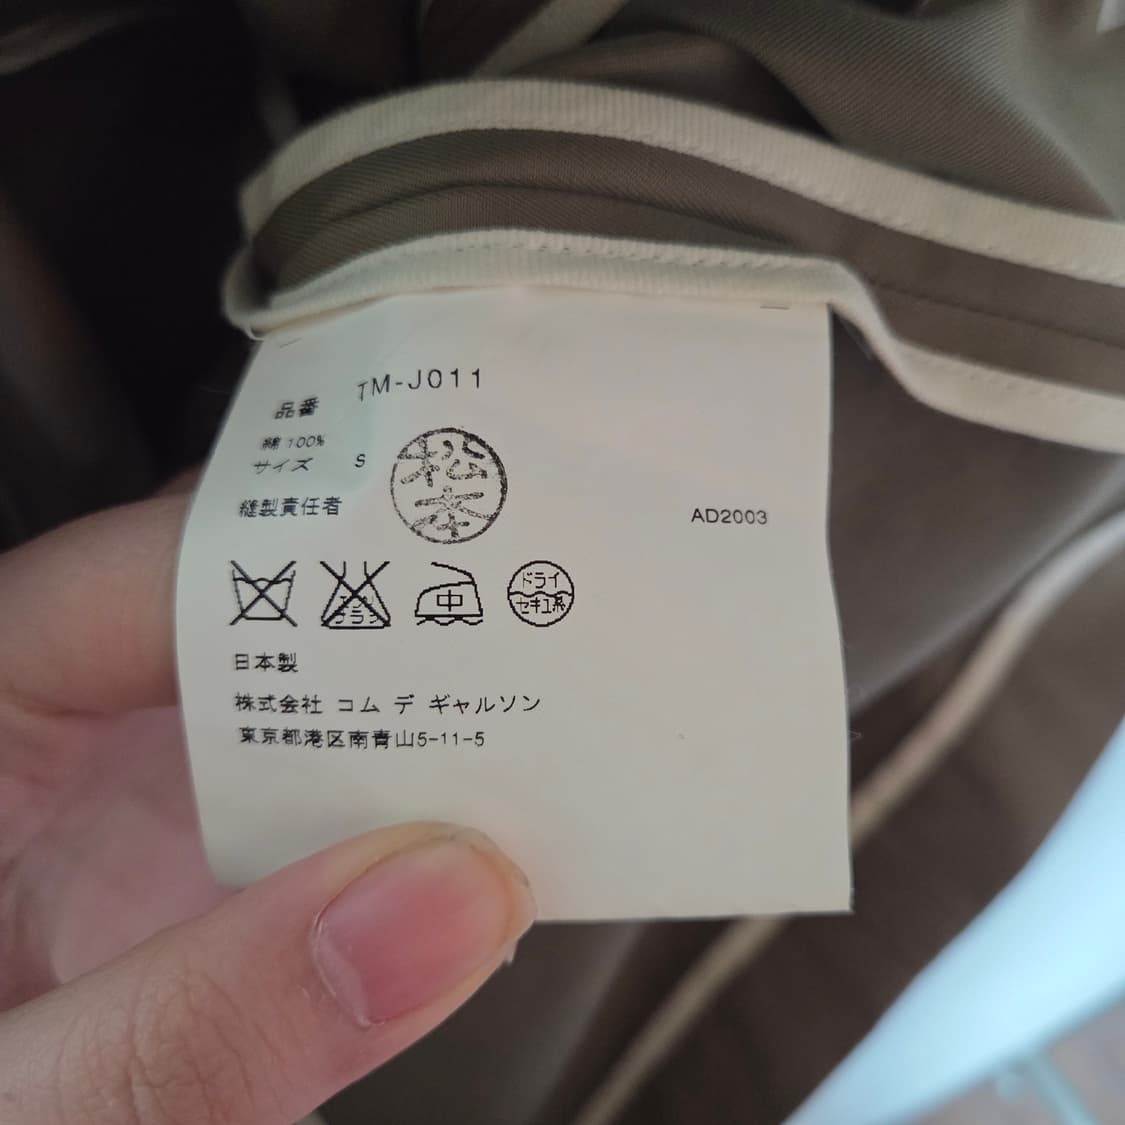 品番 TM-J011
綿 100%
サイズ S
縫製責任者 松本
AD2003
中
ドライ
セキユ系
日本製
株式会社 コム デ ギャルソン
東京都港区南青山5-11-5